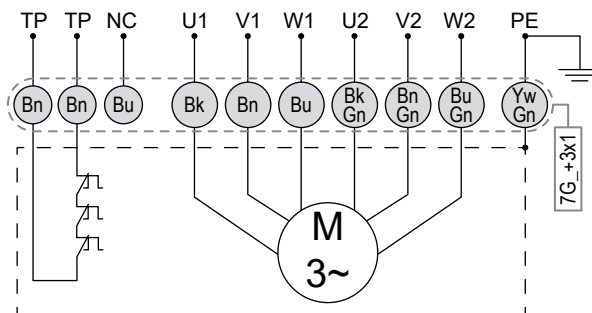 TP TP NC U1 V1 W1 U2 V2 W2 PE
Bn Bn Bu Bk Bn Bu Bk Gn Bn Gn Bu Gn Yw Gn
7G_+3x1
M
3~